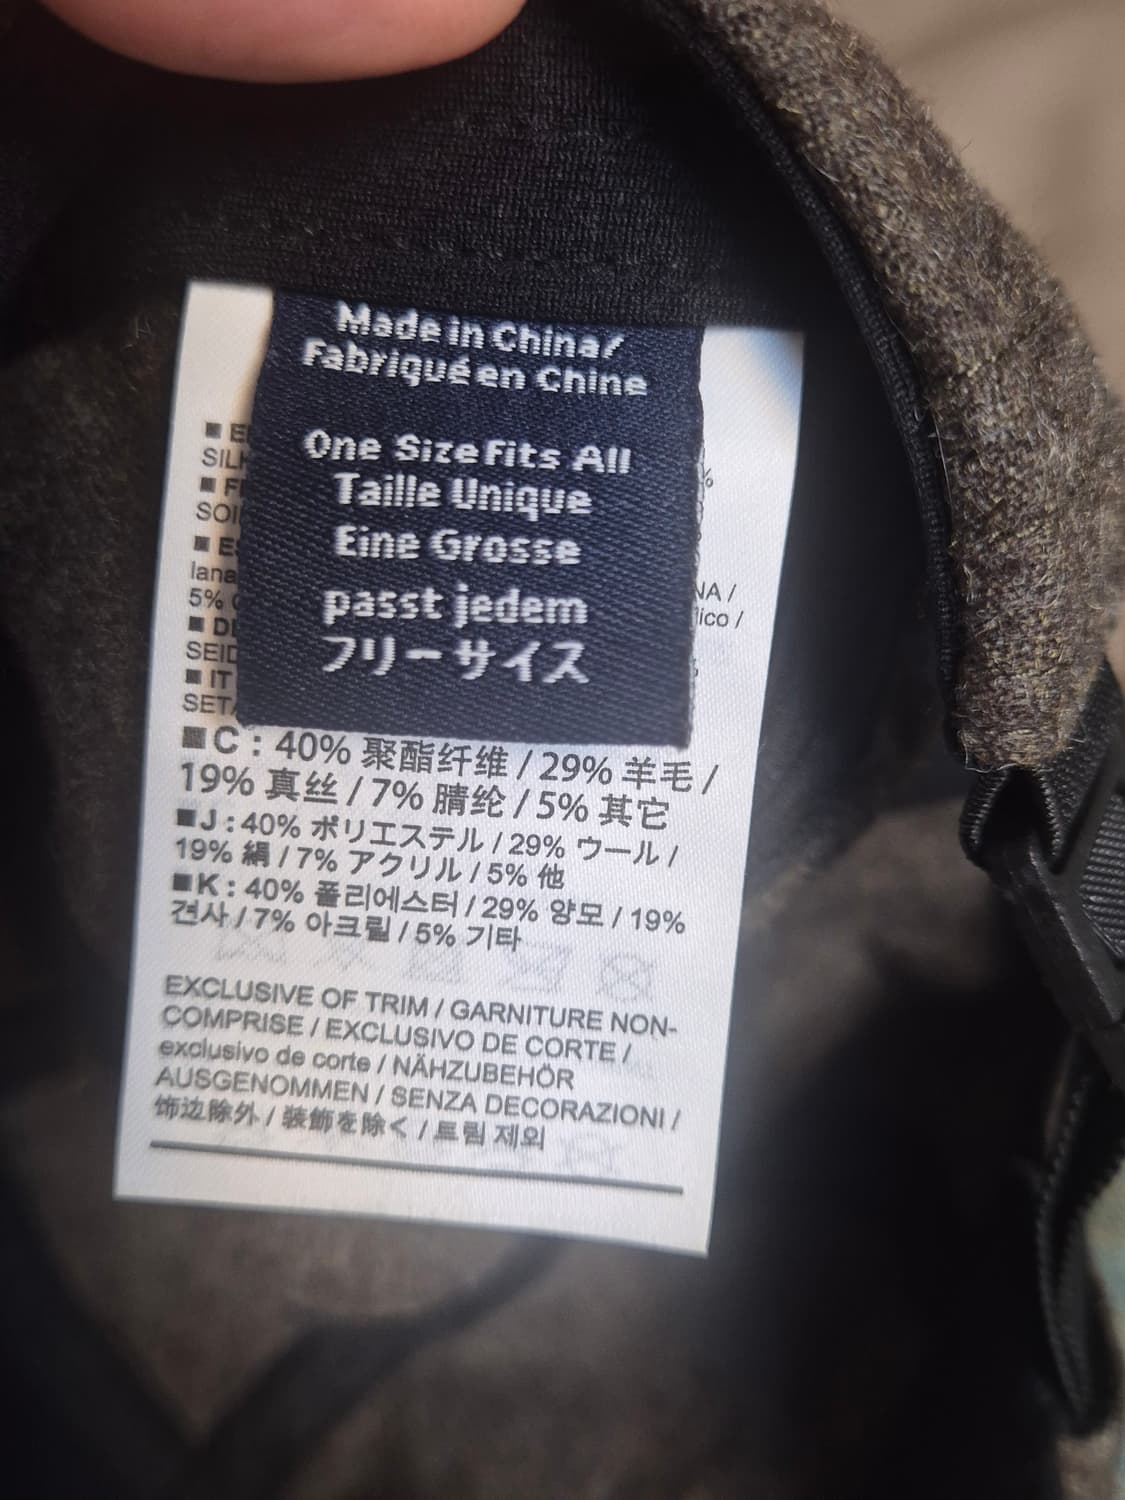 Made in China/
Fabriqué en Chine
One Size Fits All
Taille Unique
Eine Grosse
passt jedem
フリーサイズ
lana
5%
■ IT
NA /
lico /
■C : 40% 聚酯纤维 / 29% 羊毛 /
19% 真丝 / 7% 腈纶 / 5% 其它
■J : 40% ポリエステル / 29% ウール /
19% 絹 / 7% アクリル / 5% 他
■K : 40% 폴리에스터 / 29% 양모 / 19%
견사 / 7% 아크릴 / 5% 기타
EXCLUSIVE OF TRIM / GARNITURE NON-
COMPRISE / EXCLUSIVO DE CORTE /
exclusivo de corte / NÄHZUBEHÖR
AUSGENOMMEN / SENZA DECORAZIONI /
饰边除外 / 装飾を除く / 트림 제외